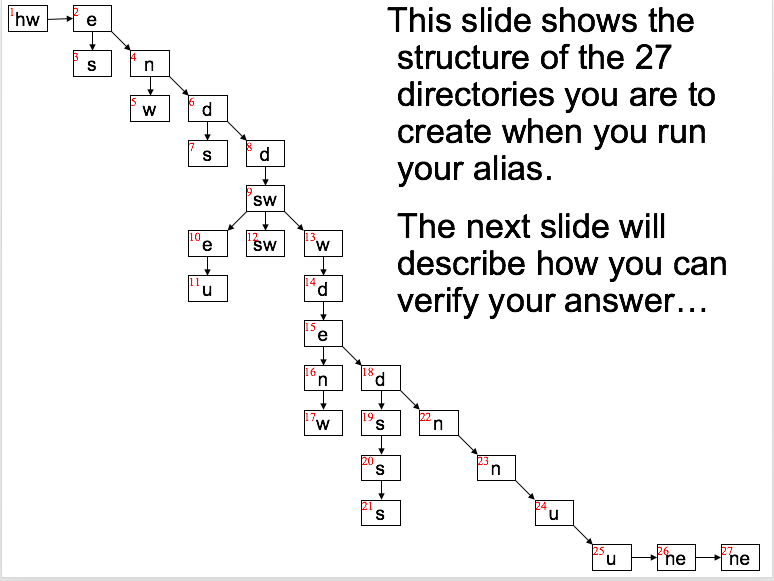 This slide shows the
structure of the 27
directories you are to
create when you run
your alias.
The next slide will
describe how you can
verify your answer…
1 hw
2 e
3 s
4 n
5 w
6 d
7 s
8 d
9 sw
10 e
11 u
12 sw
13 w
14 d
15 e
16 n
17 w
18 d
19 s
20 s
21 s
22 n
23 n
24 u
25 u
26 ne
27 ne